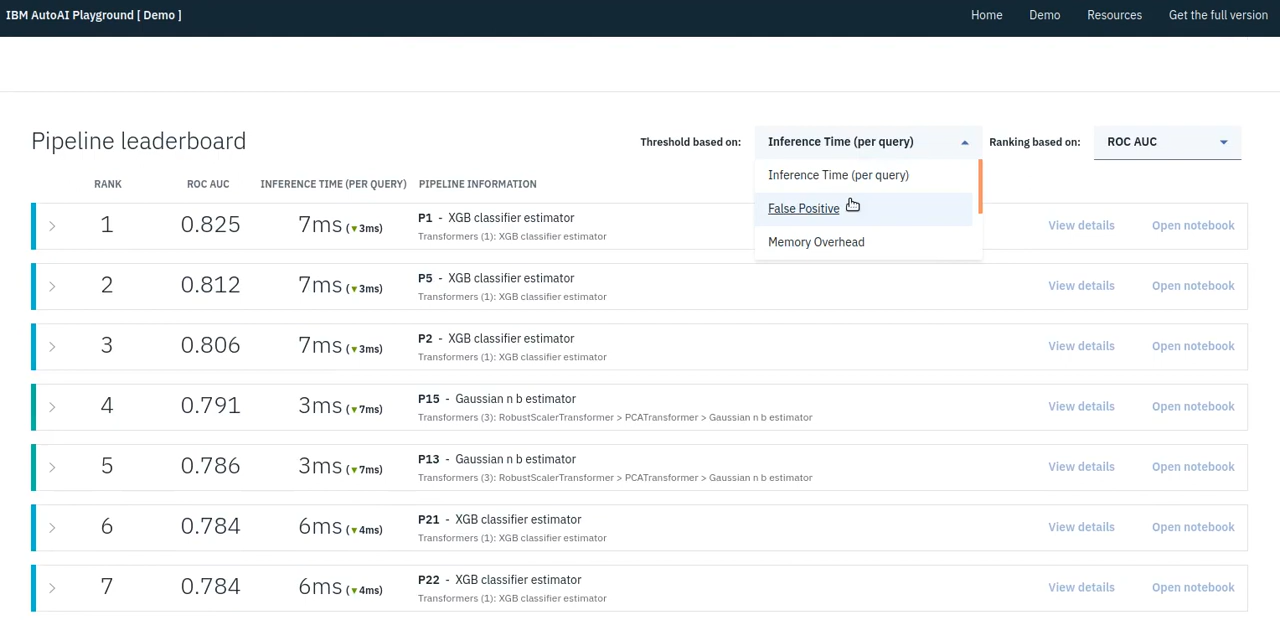 IBM AutoAI Playground [ Demo ] Home Demo Resources Get the full version
Pipeline leaderboard Threshold based on: Inference Time (per query) Ranking based on: ROC AUC
Inference Time (per query)
False Positive
Memory Overhead
RANK ROC AUC INFERENCE TIME (PER QUERY) PIPELINE INFORMATION
1 0.825 7ms (▼3ms) P1 - XGB classifier estimator View details Open notebook
Transformers (1): XGB classifier estimator
2 0.812 7ms (▼3ms) P5 - XGB classifier estimator View details Open notebook
Transformers (1): XGB classifier estimator
3 0.806 7ms (▼3ms) P2 - XGB classifier estimator View details Open notebook
Transformers (1): XGB classifier estimator
4 0.791 3ms (▼7ms) P15 - Gaussian n b estimator View details Open notebook
Transformers (3): RobustScalerTransformer > PCATransformer > Gaussian n b estimator
5 0.786 3ms (▼7ms) P13 - Gaussian n b estimator View details Open notebook
Transformers (3): RobustScalerTransformer > PCATransformer > Gaussian n b estimator
6 0.784 6ms (▼4ms) P21 - XGB classifier estimator View details Open notebook
Transformers (1): XGB classifier estimator
7 0.784 6ms (▼4ms) P22 - XGB classifier estimator View details Open notebook
Transformers (1): XGB classifier estimator